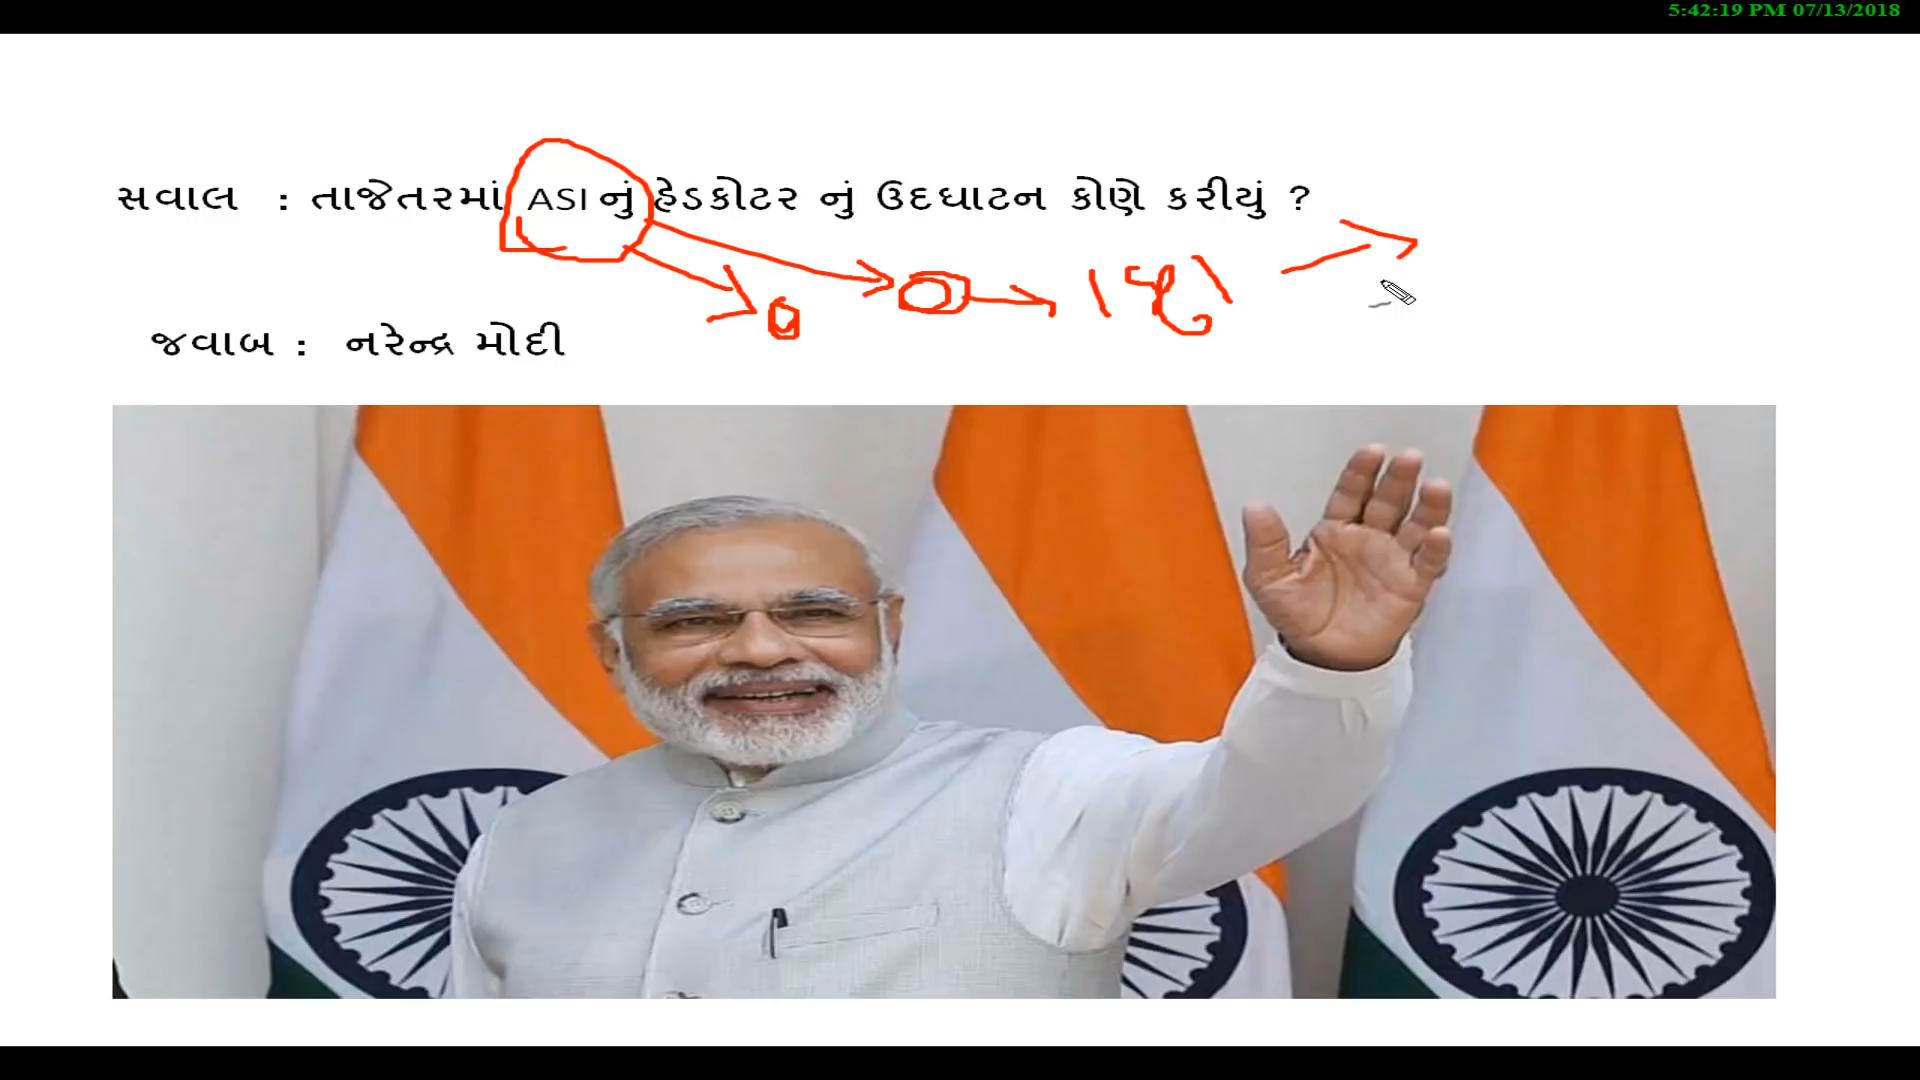 5:42:19 PM 07/13/2018
સવાલ : તાજેતરમાં ASI નું હેડકોટર નું ઉદઘાટન કોણે કરીયું ?
જવાબ : નરેન્દ્ર મોદી